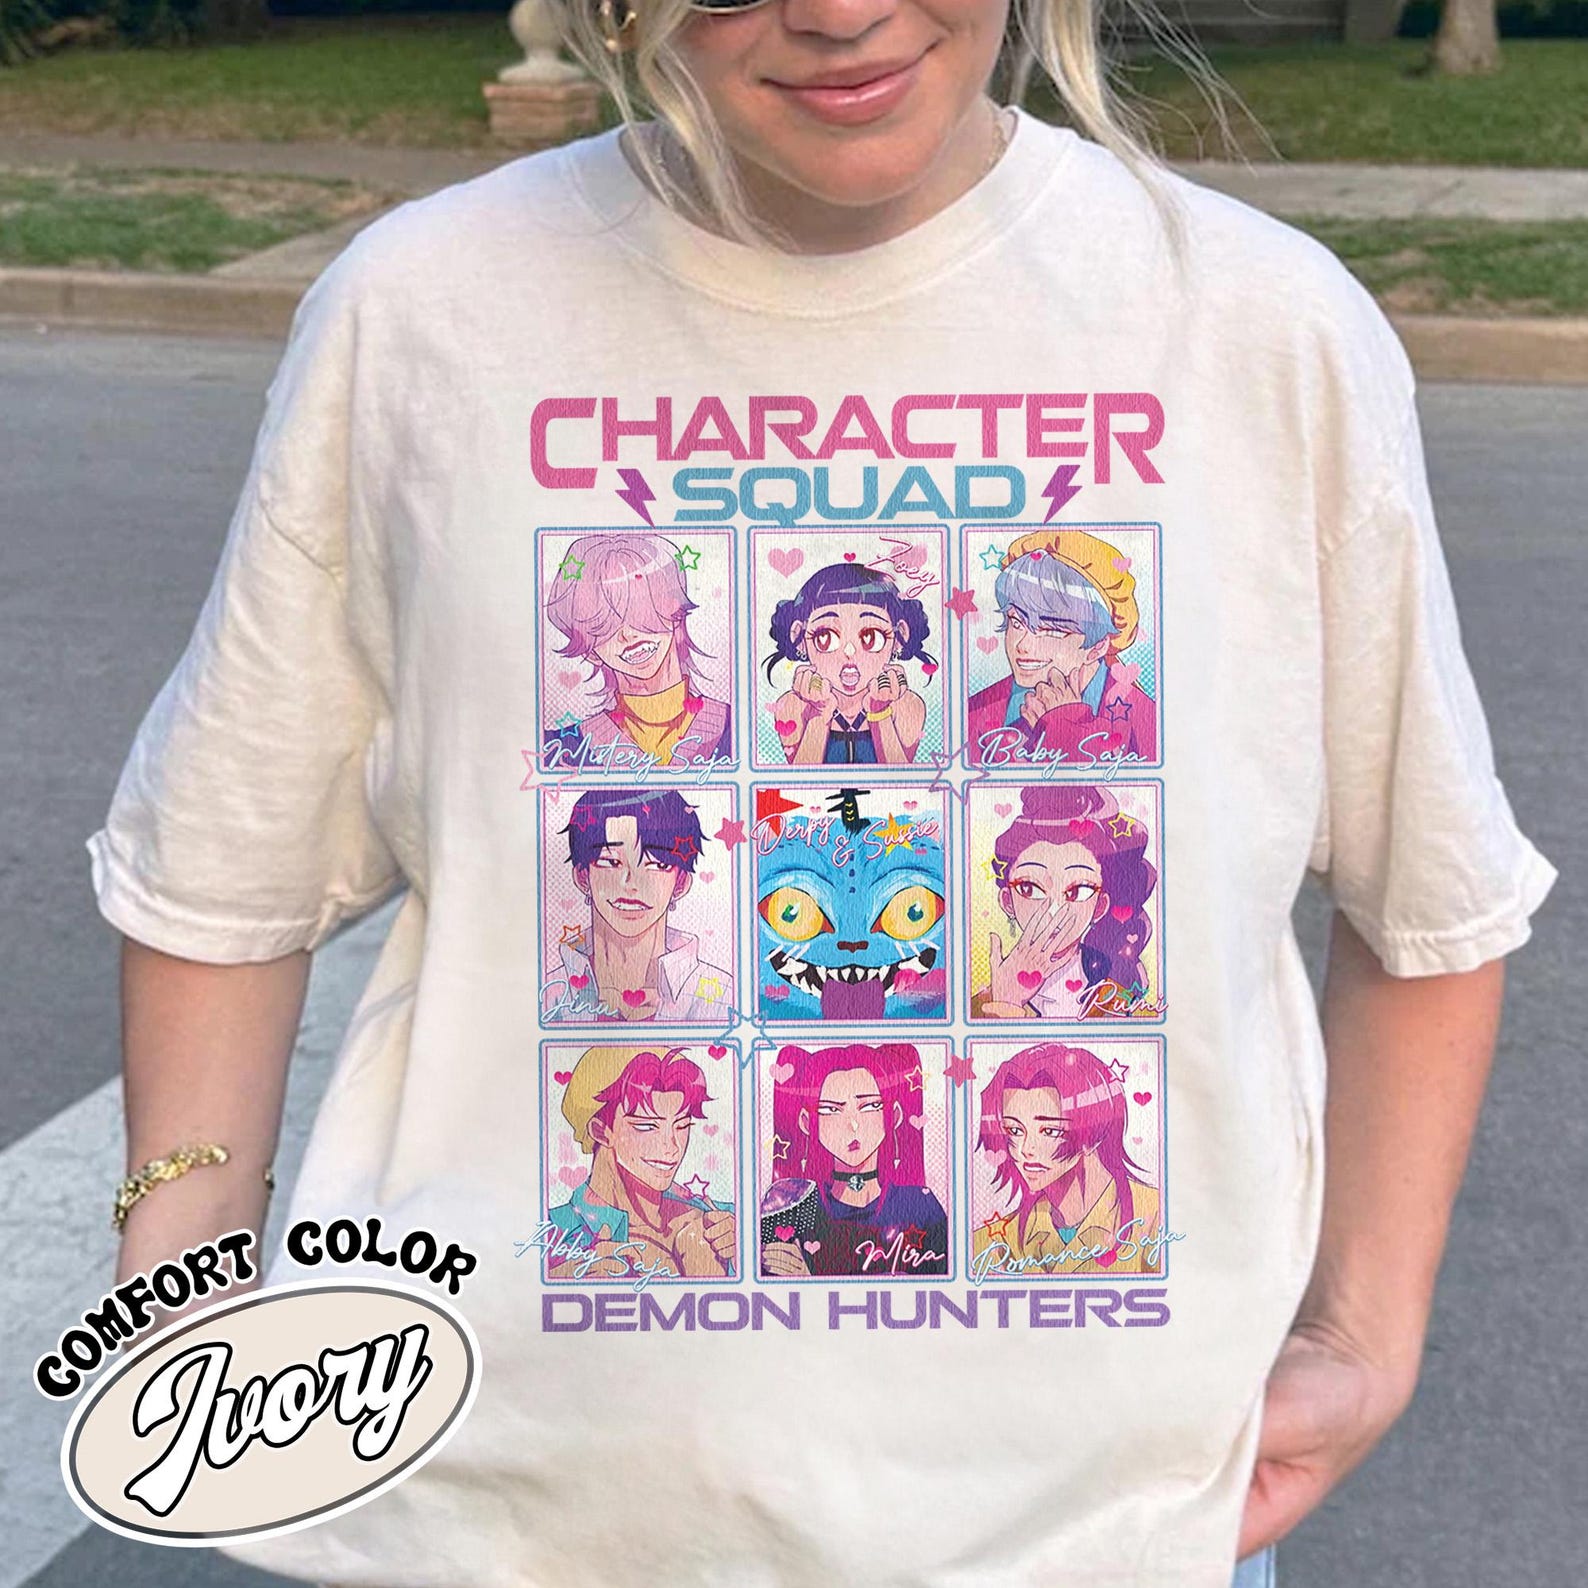 CHARACTER
SQUAD
Zoey
Mistery Saja
Baby Saja
Derpy
& Sussie
Jinu
Rumi
Abby Saja
Mira
Romance Saja
DEMON HUNTERS
COMFORT COLOR
Ivory